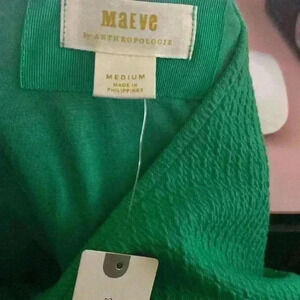 MAEVE
by ANTHROPOLOGIE
MEDIUM
MADE IN
PHILIPPINES